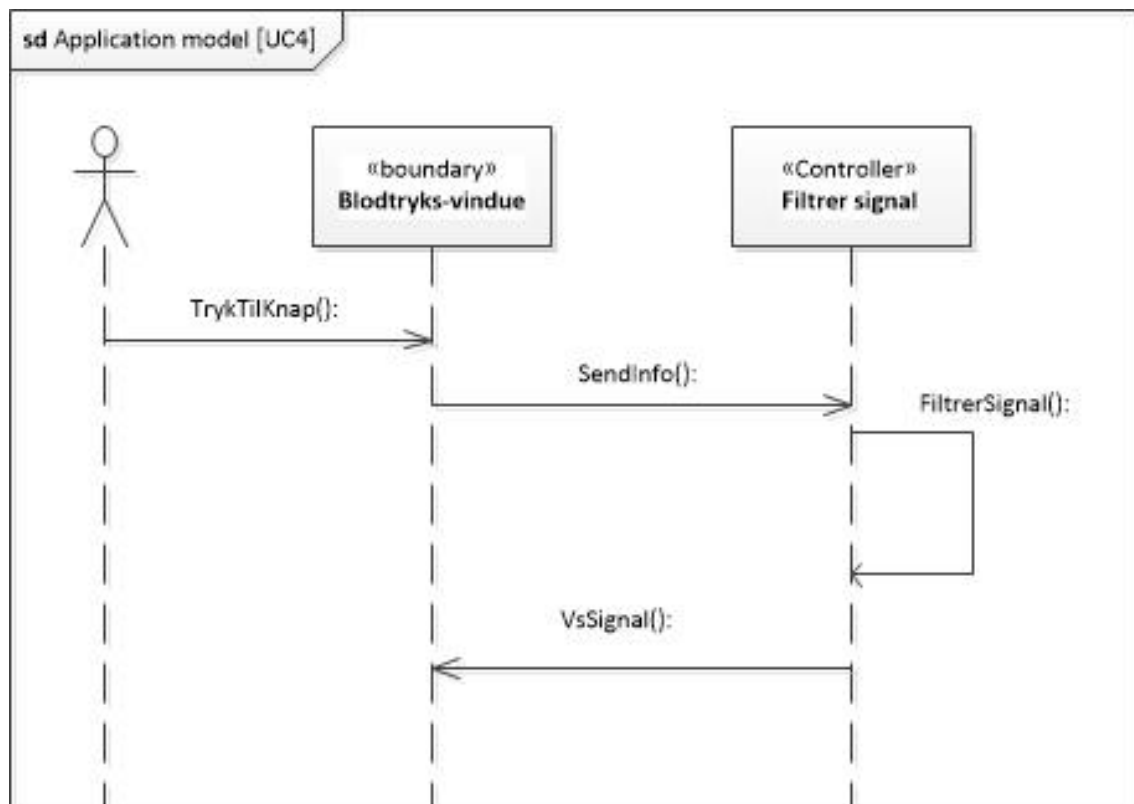 sd Application model [UC4]
«boundary»
Blodtryks-vindue
«Controller»
Filtrer signal
TrykTilKnap():
SendInfo():
FiltrerSignal():
VsSignal():